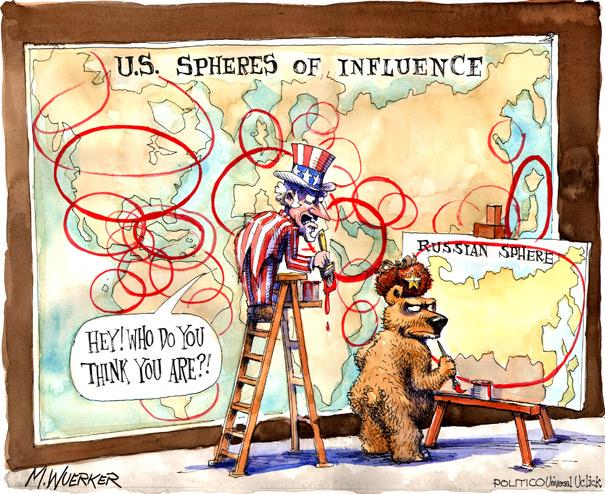 U.S. SPHERES OF INFLUENCE
RUSSIAN SPHERE
HEY! WHO DO YOU
THINK YOU ARE?!
M.WUERKER
POLITICO Universal Uclick